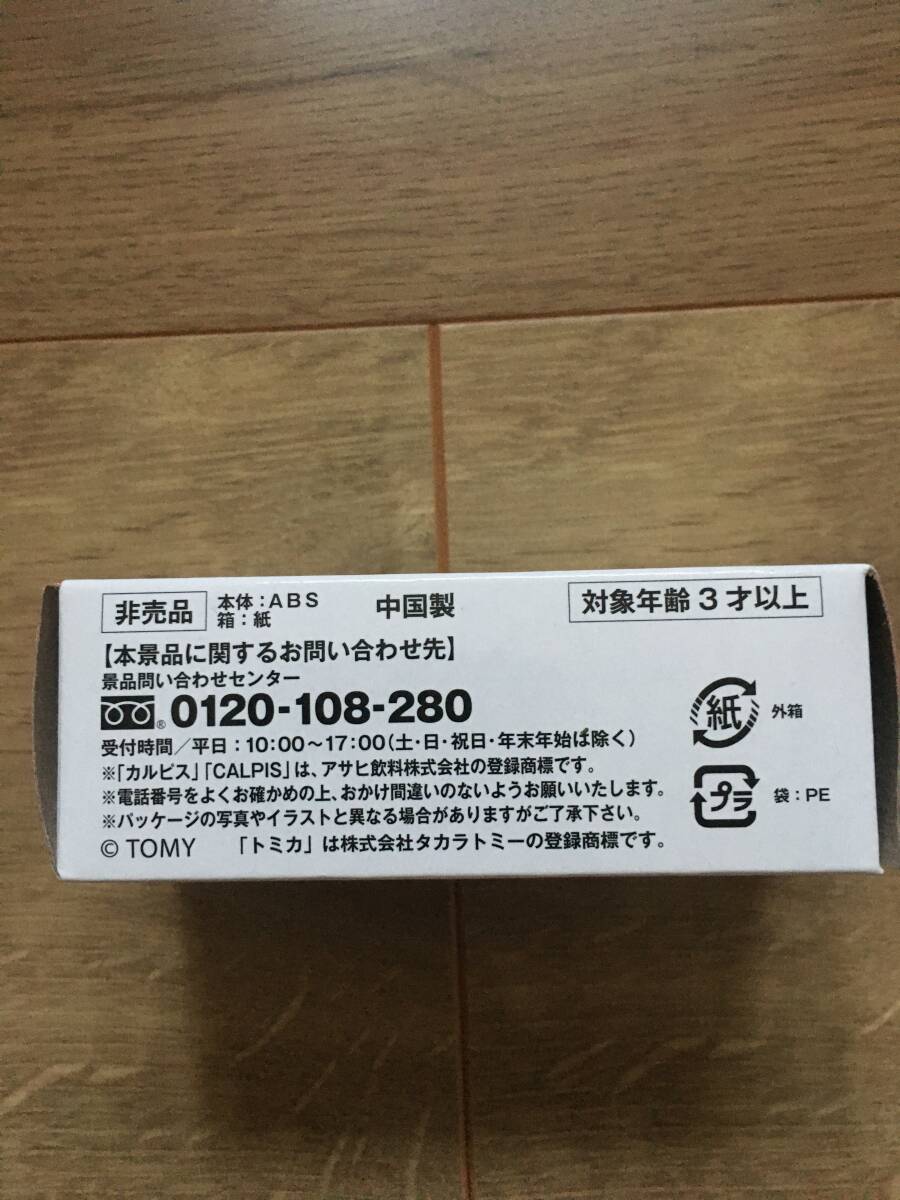 非売品 本体：ABS 中国製 対象年齢3才以上
箱：紙
【本景品に関するお問い合わせ先】
景品問い合わせセンター
® 0120-108-280
受付時間／平日：10:00〜17:00（土・日・祝日・年末年始は除く）
※「カルピス」「CALPIS」は、アサヒ飲料株式会社の登録商標です。
※電話番号をよくお確かめの上、おかけ間違いのないようお願いいたします。
※パッケージの写真やイラストと異なる場合がありますがご了承下さい。
© TOMY 「トミカ」は株式会社タカラトミーの登録商標です。
紙 外箱
プラ 袋：PE